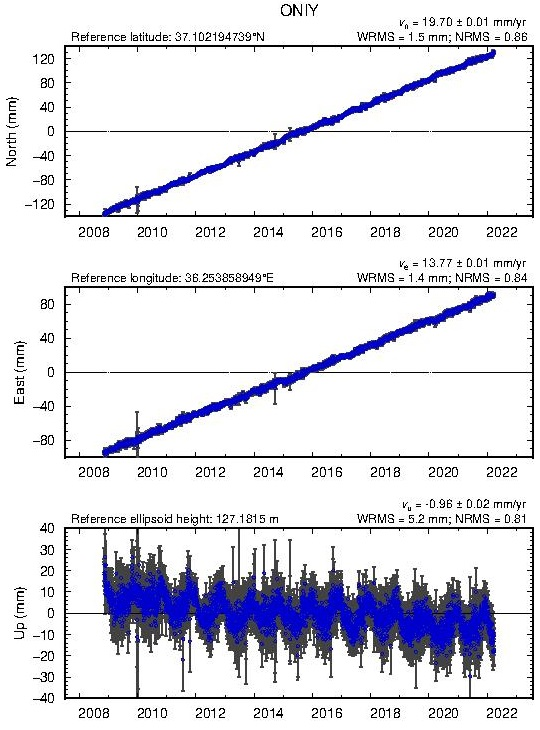 ONIY
vn = 19.70 ± 0.01 mm/yr
Reference latitude: 37.102194739°N WRMS = 1.5 mm; NRMS = 0.86
120
80
40
0
−40
−80
−120
North (mm)
2008 2010 2012 2014 2016 2018 2020 2022
ve = 13.77 ± 0.01 mm/yr
Reference longitude: 36.253858949°E WRMS = 1.4 mm; NRMS = 0.84
80
40
0
−40
−80
East (mm)
2008 2010 2012 2014 2016 2018 2020 2022
vu = -0.96 ± 0.02 mm/yr
Reference ellipsoid height: 127.1815 m WRMS = 5.2 mm; NRMS = 0.81
40
30
20
10
0
−10
−20
−30
−40
Up (mm)
2008 2010 2012 2014 2016 2018 2020 2022